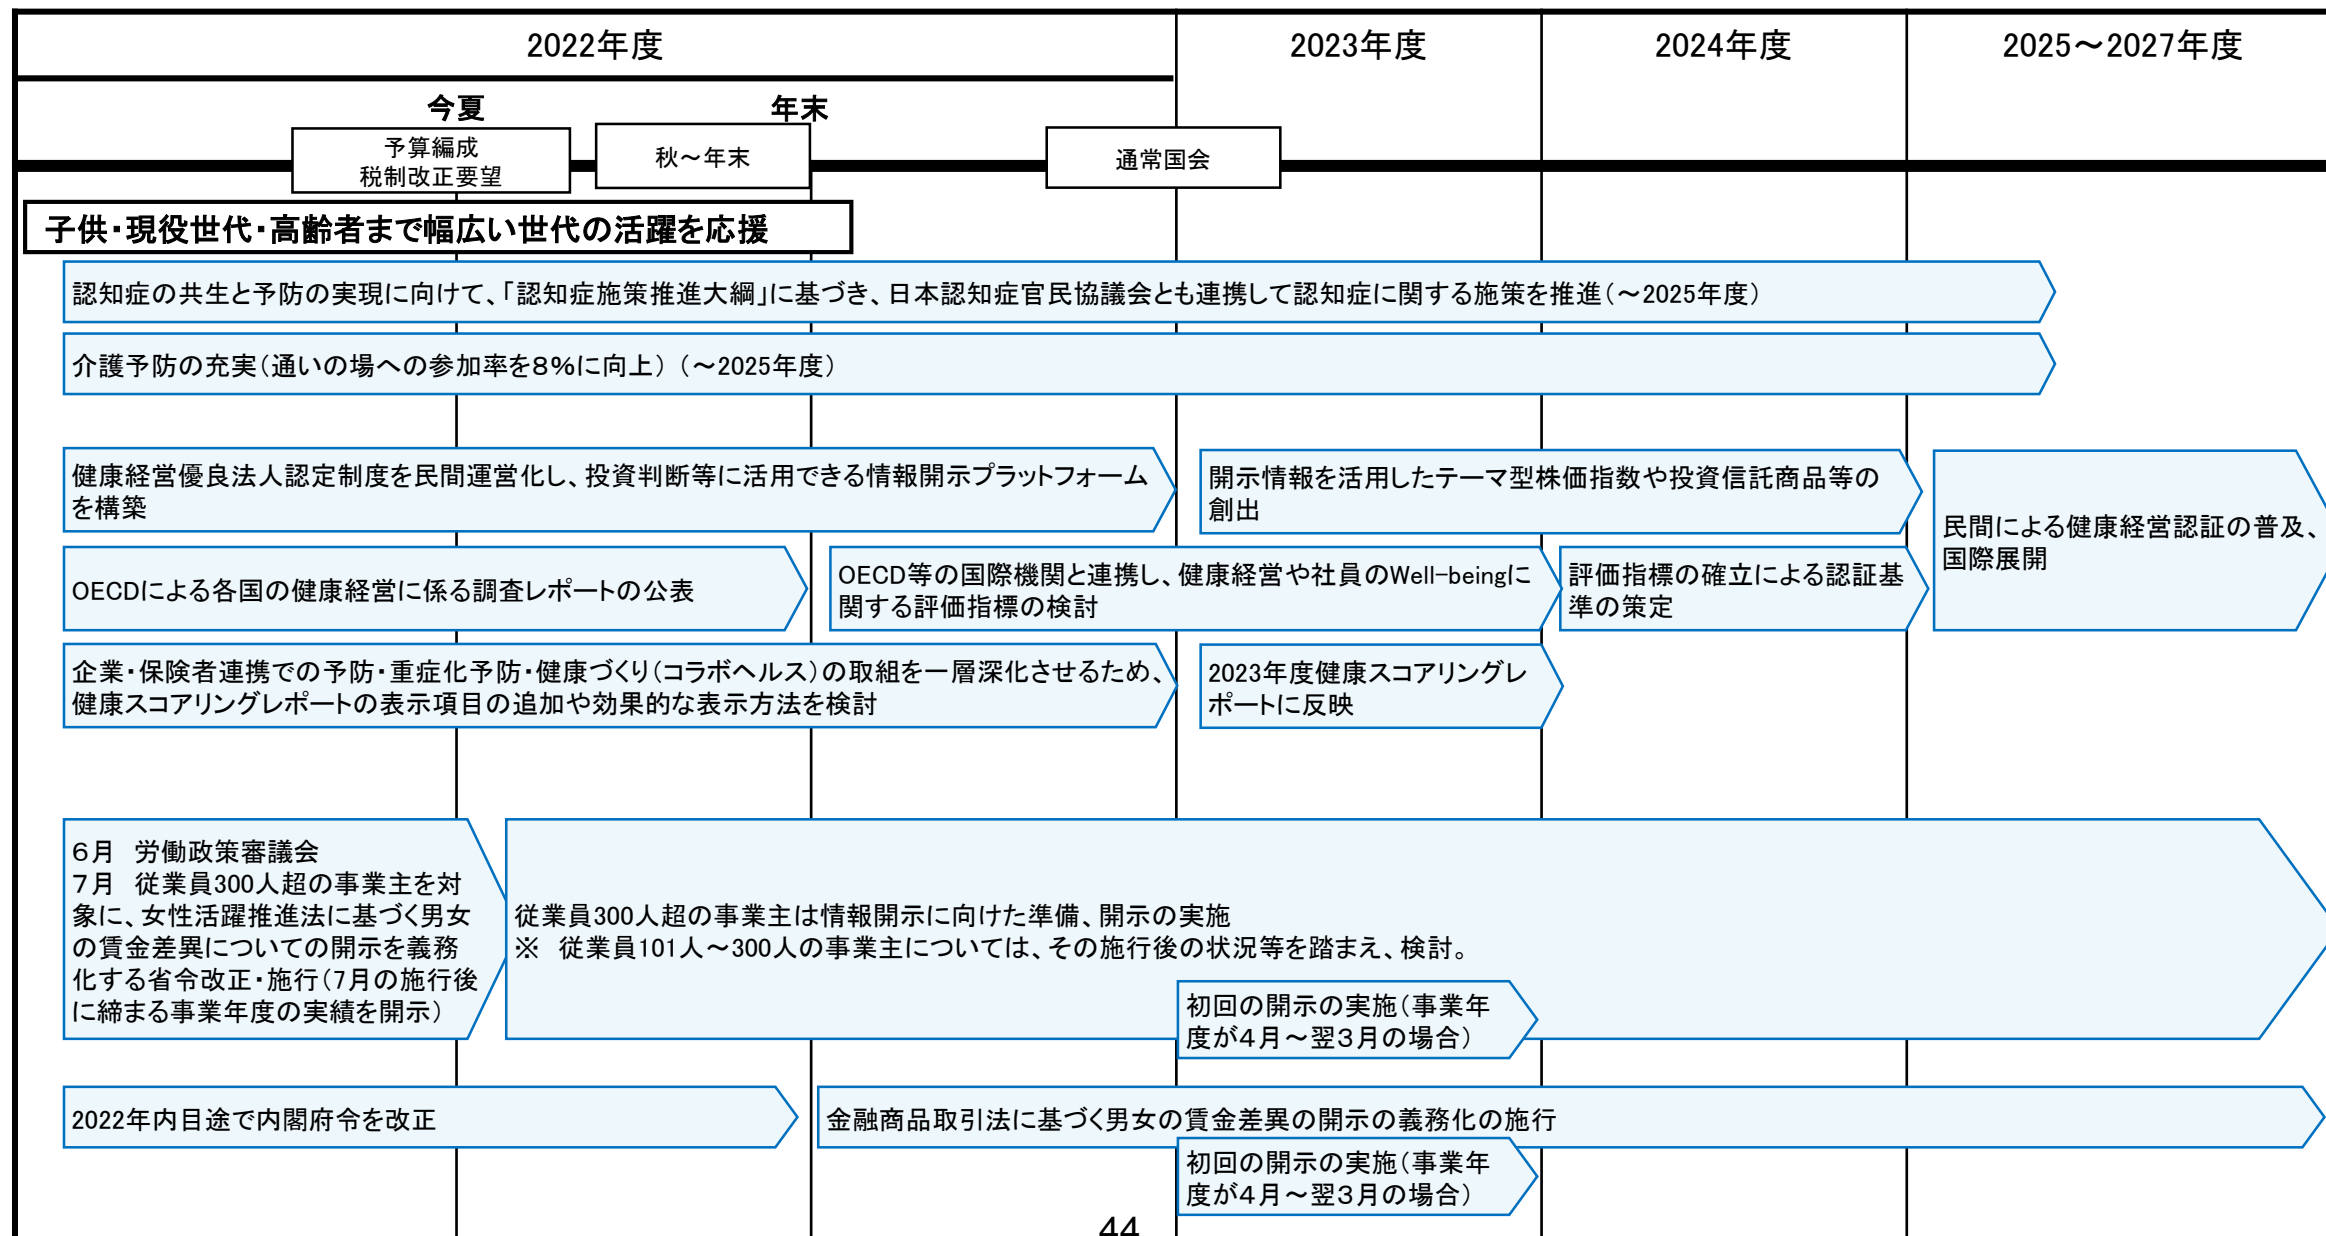 2022年度
2023年度
2024年度
2025～2027年度
今夏
年末
予算編成
税制改正要望
秋～年末
通常国会
子供・現役世代・高齢者まで幅広い世代の活躍を応援
認知症の共生と予防の実現に向けて、「認知症施策推進大綱」に基づき、日本認知症官民協議会とも連携して認知症に関する施策を推進（～2025年度）
介護予防の充実（通いの場への参加率を８％に向上）（～2025年度）
健康経営優良法人認定制度を民間運営化し、投資判断等に活用できる情報開示プラットフォーム
を構築
開示情報を活用したテーマ型株価指数や投資信託商品等の
創出
民間による健康経営認証の普及、
国際展開
OECDによる各国の健康経営に係る調査レポートの公表
OECD等の国際機関と連携し、健康経営や社員のWell-beingに
関する評価指標の検討
評価指標の確立による認証基
準の策定
企業・保険者連携での予防・重症化予防・健康づくり（コラボヘルス）の取組を一層深化させるため、
健康スコアリングレポートの表示項目の追加や効果的な表示方法を検討
2023年度健康スコアリングレ
ポートに反映
６月　労働政策審議会
７月　従業員300人超の事業主を対
象に、女性活躍推進法に基づく男女
の賃金差異についての開示を義務
化する省令改正・施行（7月の施行後
に締まる事業年度の実績を開示）
従業員300人超の事業主は情報開示に向けた準備、開示の実施
※　従業員101人～300人の事業主については、その施行後の状況等を踏まえ、検討。
初回の開示の実施（事業年
度が４月～翌３月の場合）
2022年内目途で内閣府令を改正
金融商品取引法に基づく男女の賃金差異の開示の義務化の施行
初回の開示の実施（事業年
度が４月～翌３月の場合）
44